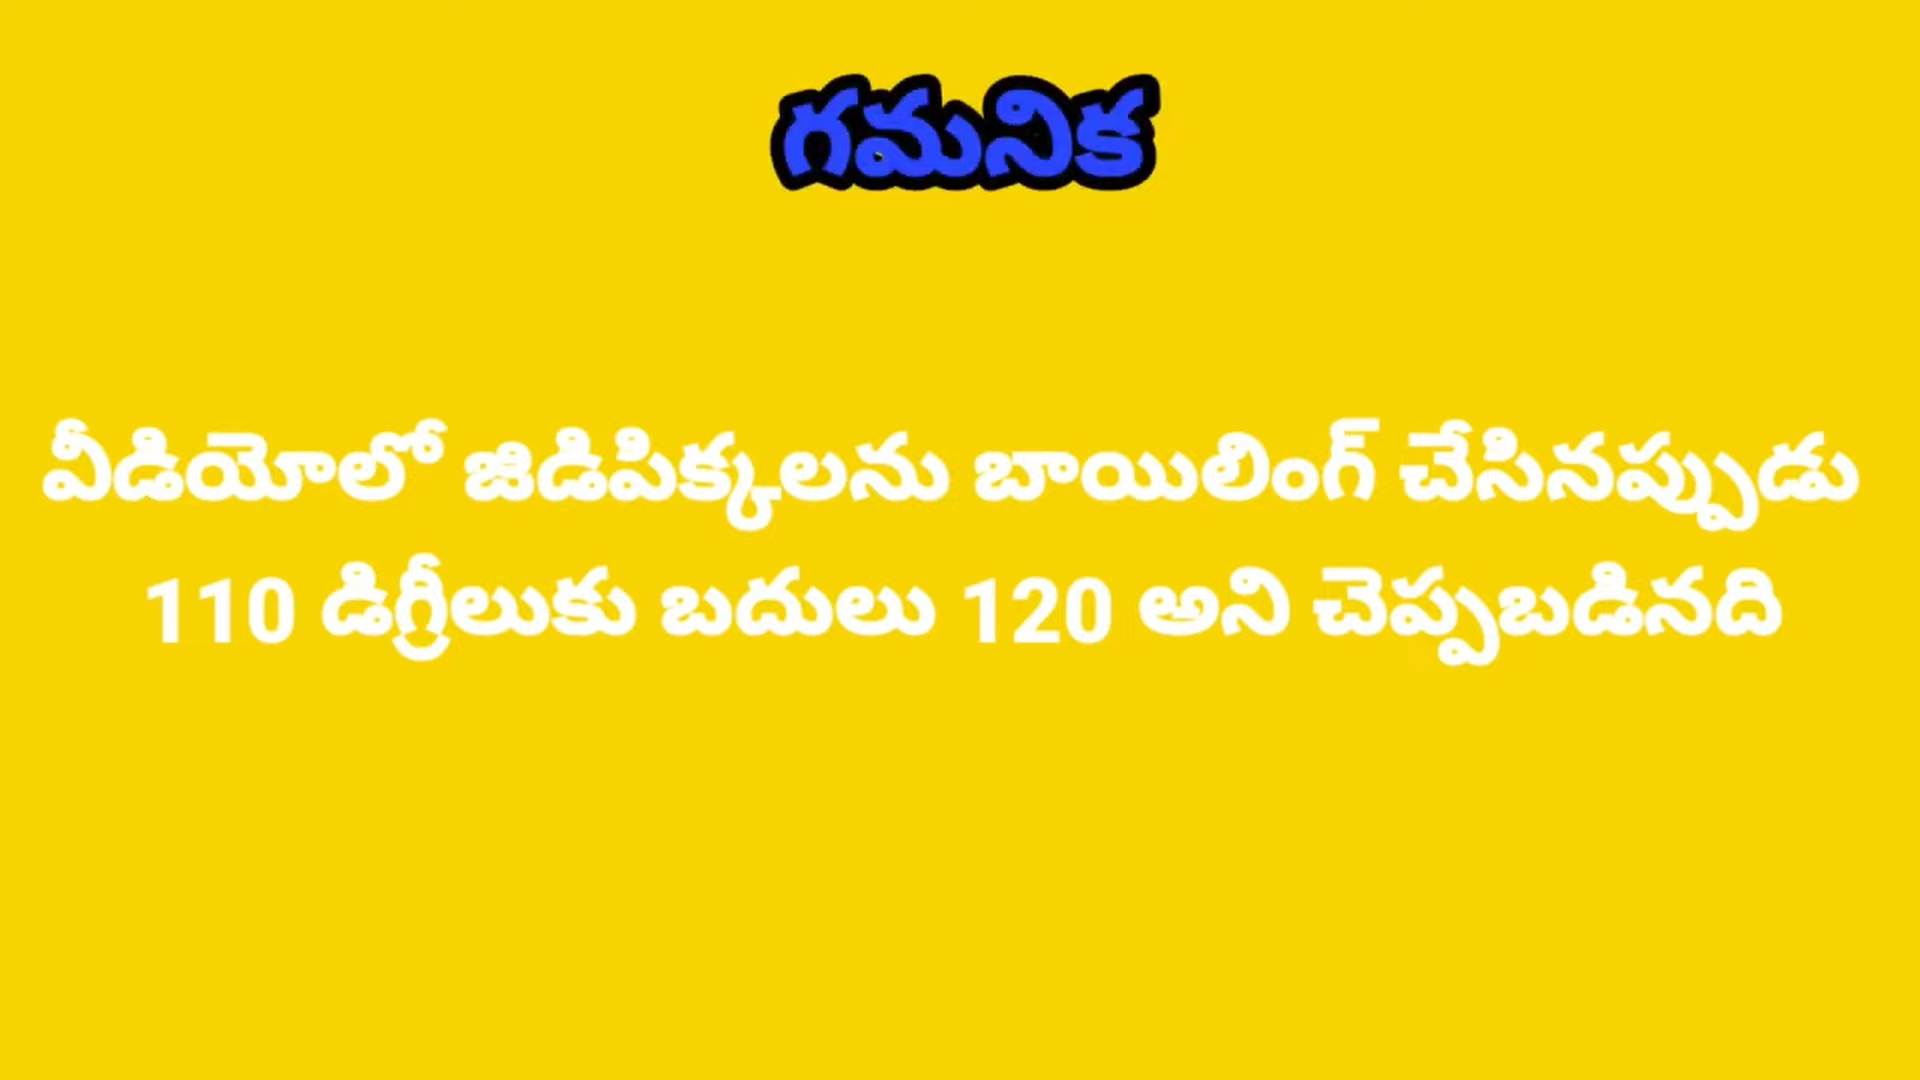 గమనిక
వీడియోలో జిడిపిక్కలను బాయిలింగ్ చేసినప్పుడు
110 డిగ్రీలుకు బదులు 120 అని చెప్పబడినది